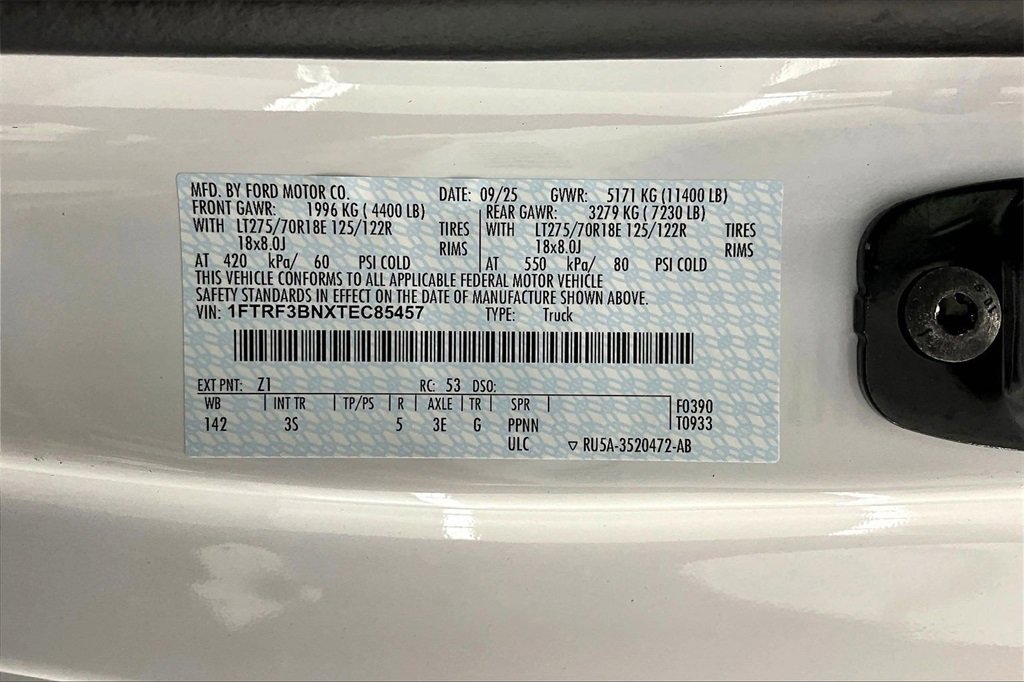 MFD. BY FORD MOTOR CO. DATE: 09/25 GVWR: 5171 KG (11400 LB)
FRONT GAWR: 1996 KG ( 4400 LB) REAR GAWR: 3279 KG ( 7230 LB)
WITH LT275/70R18E 125/122R TIRES WITH LT275/70R18E 125/122R TIRES
18x8.0J RIMS 18x8.0J RIMS
AT 420 kPa/ 60 PSI COLD AT 550 kPa/ 80 PSI COLD
THIS VEHICLE CONFORMS TO ALL APPLICABLE FEDERAL MOTOR VEHICLE
SAFETY STANDARDS IN EFFECT ON THE DATE OF MANUFACTURE SHOWN ABOVE.
VIN: 1FTRF3BNXTEC85457 TYPE: Truck
EXT PNT: Z1 RC: 53 DSO:
WB INT TR TP/PS R AXLE TR SPR F0390
142 3S 5 3E G PPNN T0933
ULC ▽ RU5A-3520472-AB